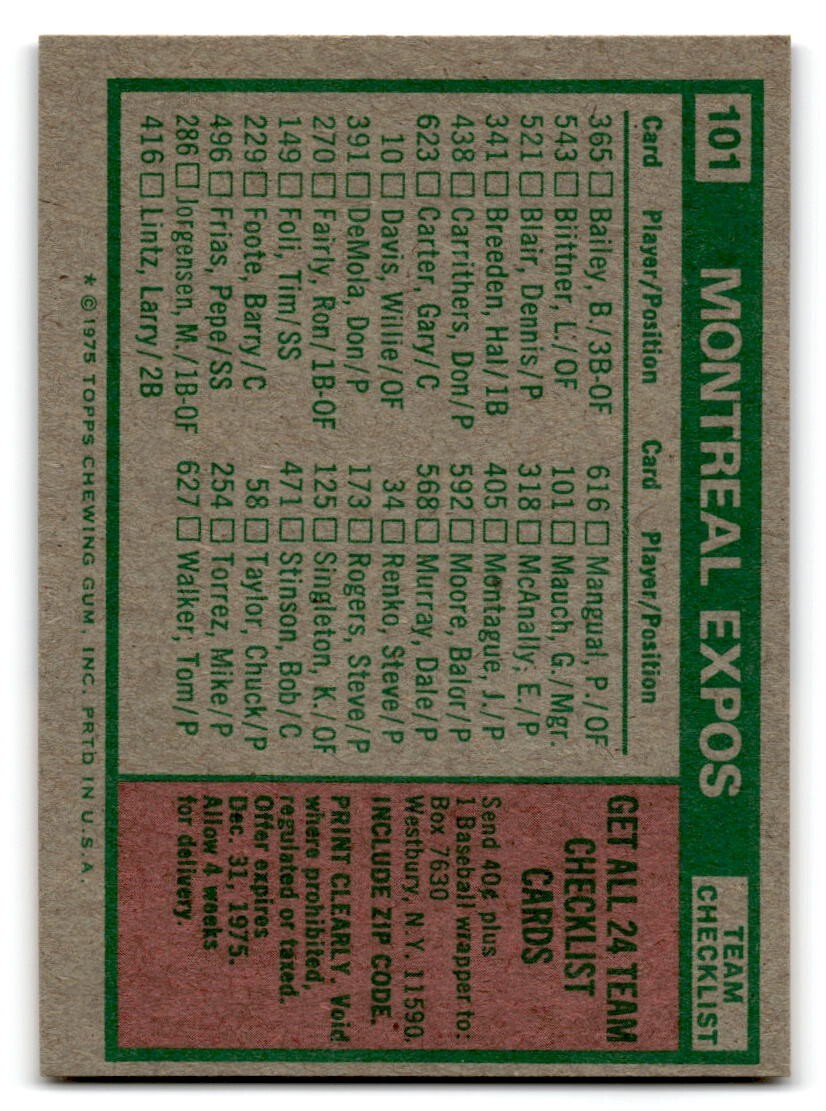 101 MONTREAL EXPOS TEAM CHECKLIST
Card Player/Position Card Player/Position
365 □ Bailey, B./3B-OF
543 □ Biittner, L./OF
521 □ Blair, Dennis/P
341 □ Breeden, Hal/1B
438 □ Carrithers, Don/P
623 □ Carter, Gary/C
10 □ Davis, Willie/OF
391 □ DeMola, Don/P
270 □ Fairly, Ron/1B-OF
149 □ Foli, Tim/SS
229 □ Foote, Barry/C
496 □ Frias, Pepe/SS
286 □ Jorgensen, M./1B-OF
416 □ Lintz, Larry/2B
616 □ Mangual, P./OF
101 □ Mauch, G./Mgr.
318 □ McAnally, E./P
405 □ Montague, J./P
592 □ Moore, Balor/P
568 □ Murray, Dale/P
34 □ Renko, Steve/P
173 □ Rogers, Steve/P
125 □ Singleton, K./OF
471 □ Stinson, Bob/C
58 □ Taylor, Chuck/P
254 □ Torrez, Mike/P
627 □ Walker, Tom/P
GET ALL 24 TEAM
CHECKLIST
CARDS
Send 40¢ plus
1 Baseball wrapper to:
Box 7630
Westbury, N.Y. 11590.
INCLUDE ZIP CODE.
PRINT CLEARLY. Void
where prohibited,
regulated or taxed.
Offer expires
Dec. 31, 1975.
Allow 4 weeks
for delivery.
* © 1975 TOPPS CHEWING GUM, INC. PRTD IN U.S.A.